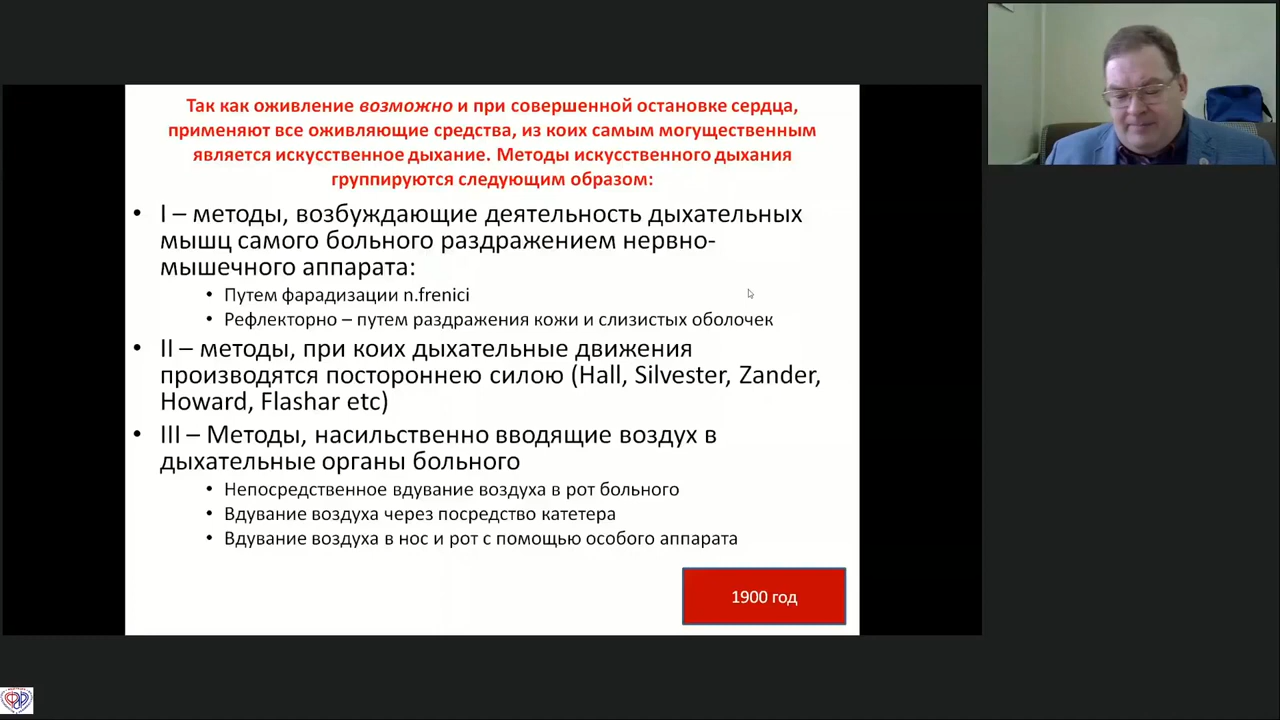 Так как оживление возможно и при совершенной остановке сердца,
применяют все оживляющие средства, из коих самым могущественным
является искусственное дыхание. Методы искусственного дыхания
группируются следующим образом:
• I – методы, возбуждающие деятельность дыхательных
мышц самого больного раздражением нервно-
мышечного аппарата:
• Путем фарадизации n.frenici
• Рефлекторно – путем раздражения кожи и слизистых оболочек
• II – методы, при коих дыхательные движения
производятся постороннею силою (Hall, Silvester, Zander,
Howard, Flashar etc)
• III – Методы, насильственно вводящие воздух в
дыхательные органы больного
• Непосредственное вдувание воздуха в рот больного
• Вдувание воздуха через посредство катетера
• Вдувание воздуха в нос и рот с помощью особого аппарата
1900 год